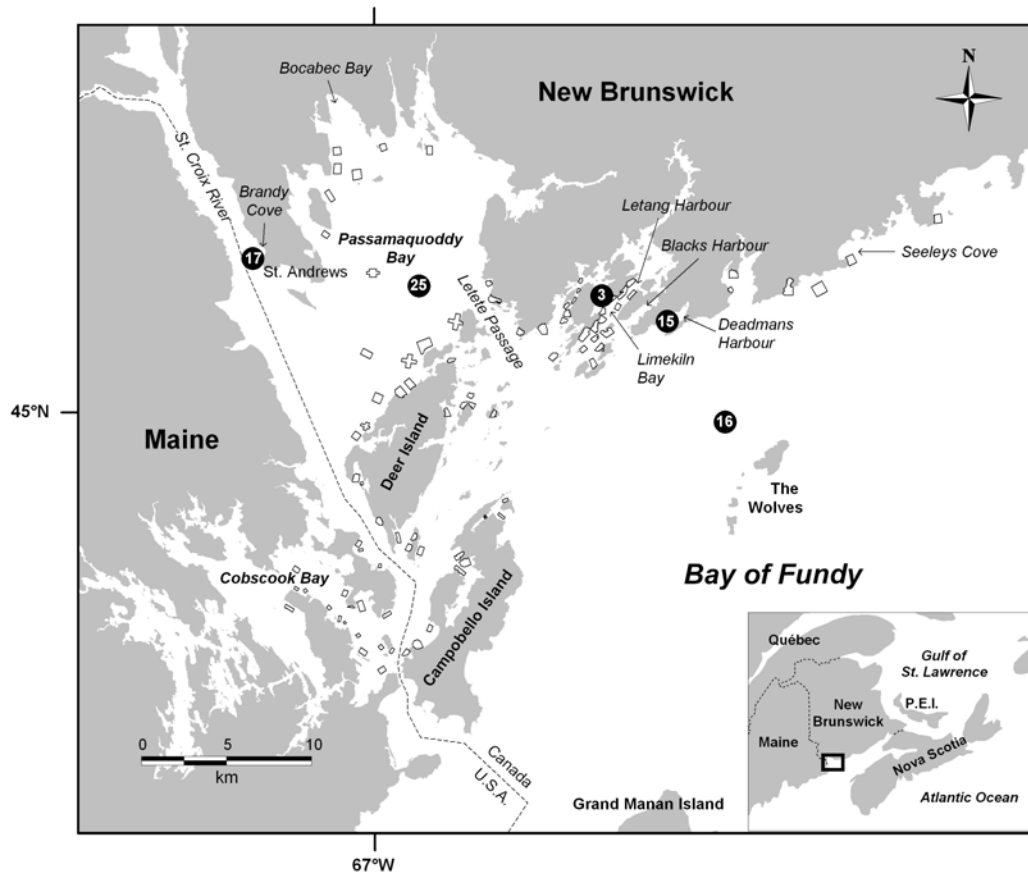 Bocabec Bay
New Brunswick
N
St. Croix River
Brandy
Cove
Letang Harbour
Passamaquoddy
Bay
Blacks Harbour
Seeleys Cove
17
St. Andrews
25
Letete Passage
3
15
Deadmans
Harbour
Limekiln
Bay
45°N
16
Maine
Deer Island
The
Wolves
Cobscook Bay
Bay of Fundy
Campobello Island
Québec
Gulf of
St. Lawrence
P.E.I.
New
Brunswick
Maine
Nova Scotia
Atlantic Ocean
0 5 10
km
Canada
U.S.A.
Grand Manan Island
67°W